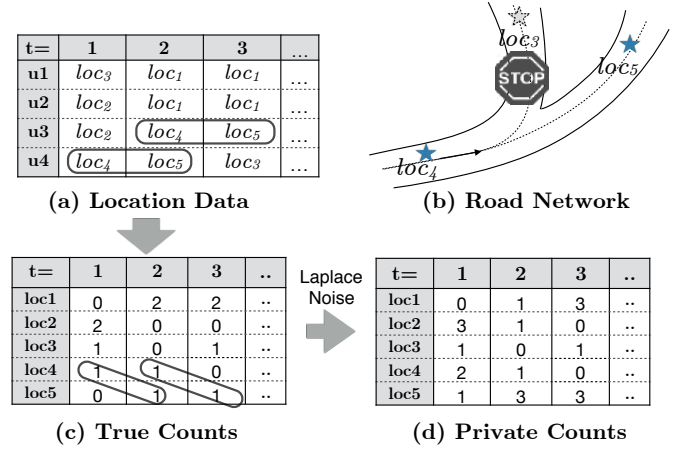 t= 1 2 3 ...
u1 loc3 loc1 loc1 ...
u2 loc2 loc1 loc1 ...
u3 loc2 loc4 loc5 ...
u4 loc4 loc5 loc3 ...
(a) Location Data
loc3
STOP
loc5
loc4
(b) Road Network
t= 1 2 3 ..
loc1 0 2 2 ..
loc2 2 0 0 ..
loc3 1 0 1 ..
loc4 1 1 0 ..
loc5 0 1 1 ..
(c) True Counts
Laplace
Noise
t= 1 2 3 ..
loc1 0 1 3 ..
loc2 3 1 0 ..
loc3 1 0 1 ..
loc4 2 1 0 ..
loc5 1 3 3 ..
(d) Private Counts